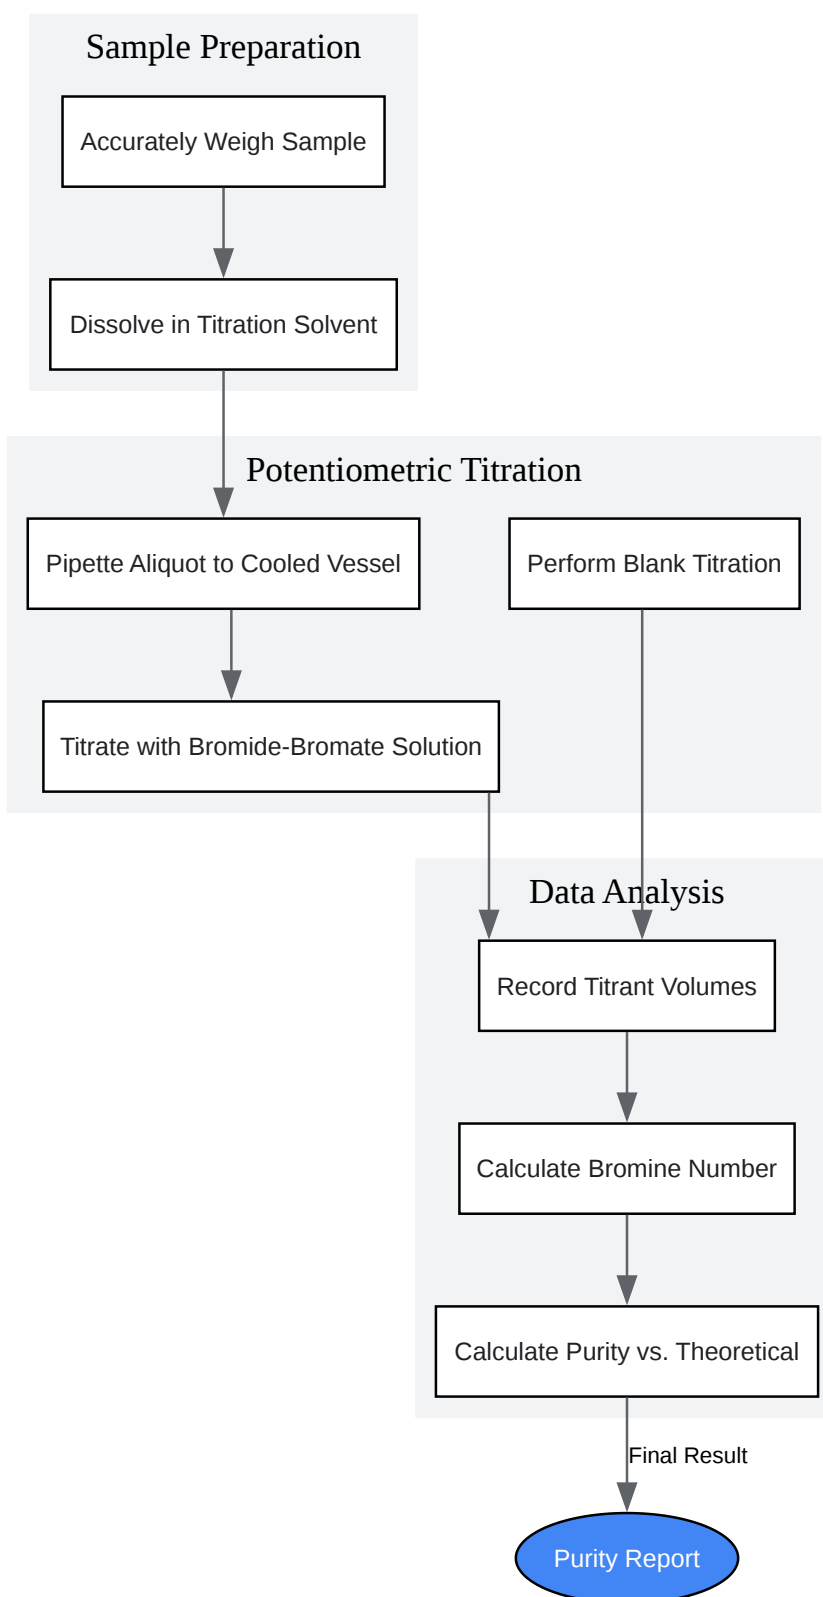 Sample Preparation
Accurately Weigh Sample
Dissolve in Titration Solvent
Potentiometric Titration
Pipette Aliquot to Cooled Vessel
Perform Blank Titration
Titrate with Bromide-Bromate Solution
Data Analysis
Record Titrant Volumes
Calculate Bromine Number
Calculate Purity vs. Theoretical
Final Result
Purity Report